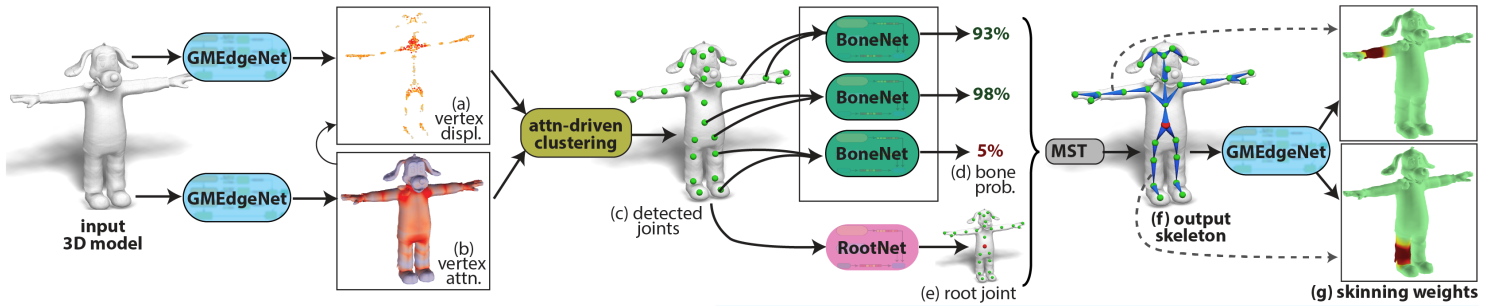 input
3D model
GMEdgeNet
GMEdgeNet
(a)
vertex
displ.
(b)
vertex
attn.
attn-driven
clustering
(c) detected
joints
BoneNet
93%
BoneNet
98%
BoneNet
5%
(d) bone
prob.
RootNet
(e) root joint
MST
(f) output
skeleton
GMEdgeNet
(g) skinning weights